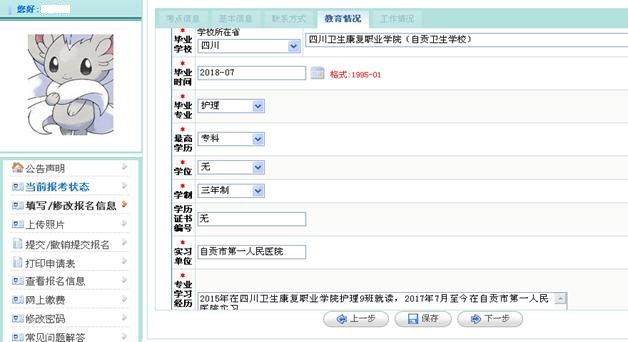 您好:
公告声明
当前报考状态
填写/修改报名信息
上传照片
提交/撤销提交报名
打印申请表
查看报名信息
网上缴费
修改密码
常见问题解答
考点信息 基本信息 联系方式 教育情况 工作情况
* 毕业学校 学校所在省
四川 四川卫生康复职业学院(自贡卫生学校)
* 毕业时间 2018-07 格式:1995-01
* 毕业专业 护理
* 最高学历 专科
* 学位 无
* 学制 三年制
学历证书编号 无
* 实习单位 自贡市第一人民医院
* 专业学习经历 2015年在四川卫生康复职业学院护理9班就读，2017年7月至今在自贡市第一人民
医院实习
上一步 保存 下一步